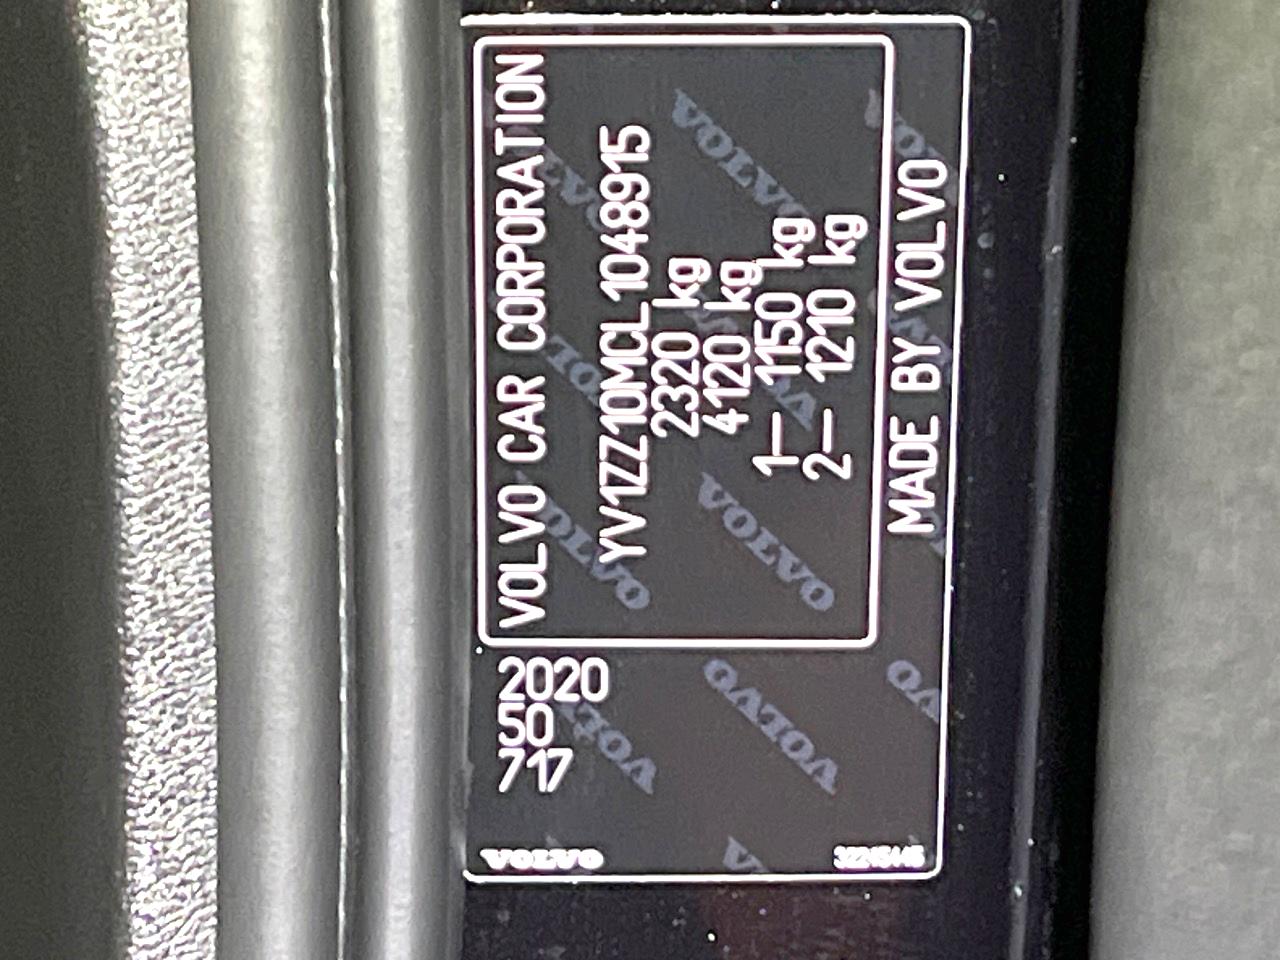 VOLVO CAR CORPORATION
YV1ZZ10MCL1048915
2320 kg
4120 kg
1– 1150 kg
2– 1210 kg
MADE BY VOLVO
2020
50
717
VOLVO